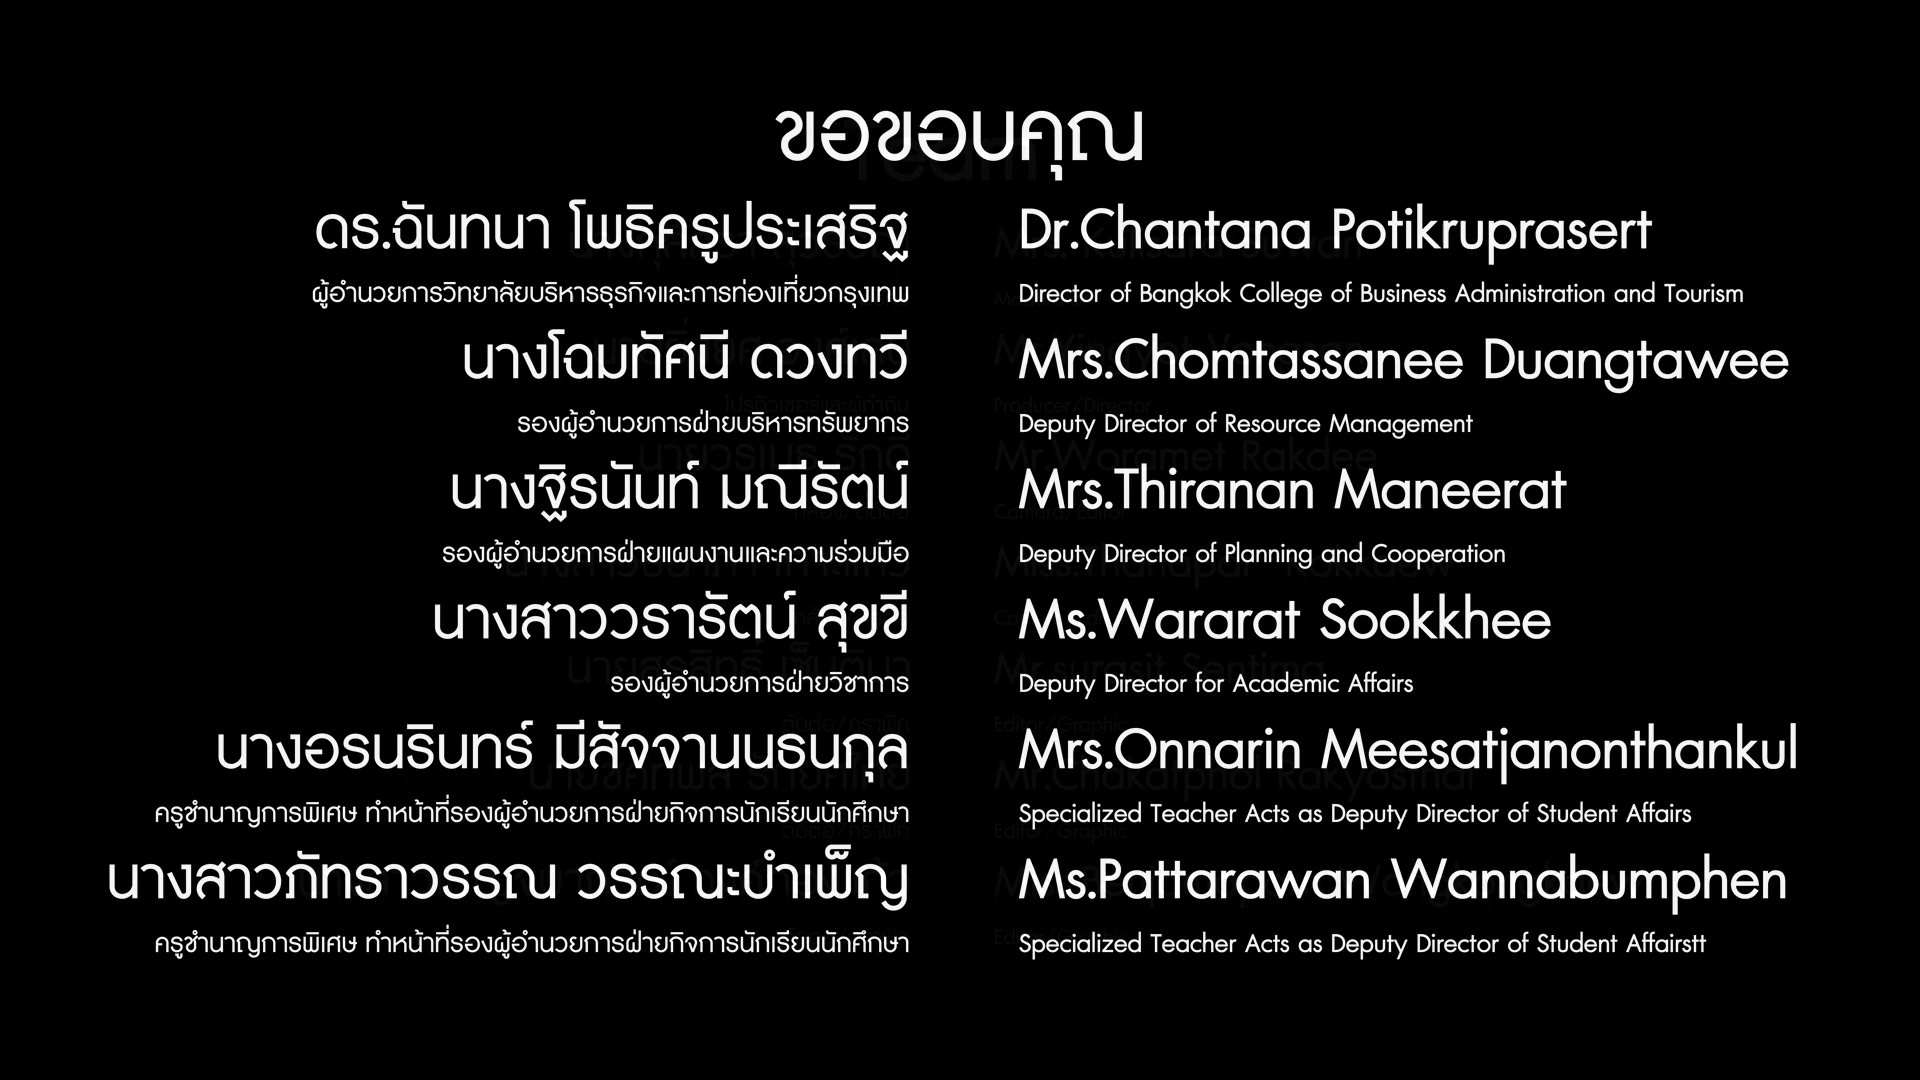 ขอขอบคุณ
ดร.ฉันทนา โพธิครูประเสริฐ
Dr.Chantana Potikruprasert
ผู้อำนวยการวิทยาลัยบริหารธุรกิจและการท่องเที่ยวกรุงเทพ
Director of Bangkok College of Business Administration and Tourism
นางโฉมทัศนี ดวงทวี
Mrs.Chomtassanee Duangtawee
รองผู้อำนวยการฝ่ายบริหารทรัพยากร
Deputy Director of Resource Management
นางฐิรนันท์ มณีรัตน์
Mrs.Thiranan Maneerat
รองผู้อำนวยการฝ่ายแผนงานและความร่วมมือ
Deputy Director of Planning and Cooperation
นางสาววรารัตน์ สุขขี
Ms.Wararat Sookkhee
รองผู้อำนวยการฝ่ายวิชาการ
Deputy Director for Academic Affairs
นางอรนรินทร์ มีสัจจานนธนกุล
Mrs.Onnarin Meesatjanonthankul
ครูชำนาญการพิเศษ ทำหน้าที่รองผู้อำนวยการฝ่ายกิจการนักเรียนนักศึกษา
Specialized Teacher Acts as Deputy Director of Student Affairs
นางสาวภัทราวรรณ วรรณะบำเพ็ญ
Ms.Pattarawan Wannabumphen
ครูชำนาญการพิเศษ ทำหน้าที่รองผู้อำนวยการฝ่ายกิจการนักเรียนนักศึกษา
Specialized Teacher Acts as Deputy Director of Student Affairstt